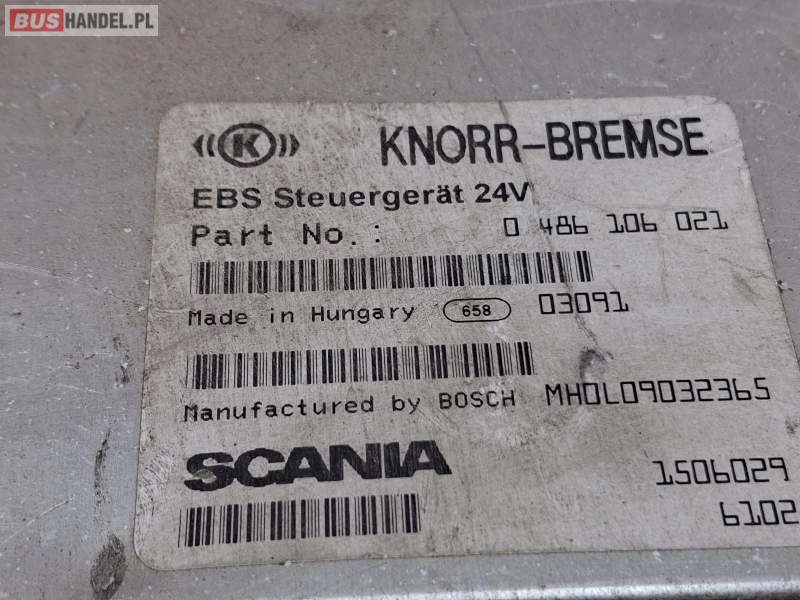 BUSHANDEL.PL
K KNORR-BREMSE
EBS Steuergerät 24V
Part No.: 0 486 106 021
Made in Hungary 658 03091
Manufactured by BOSCH MHOL09032365
SCANIA 1506029
6102